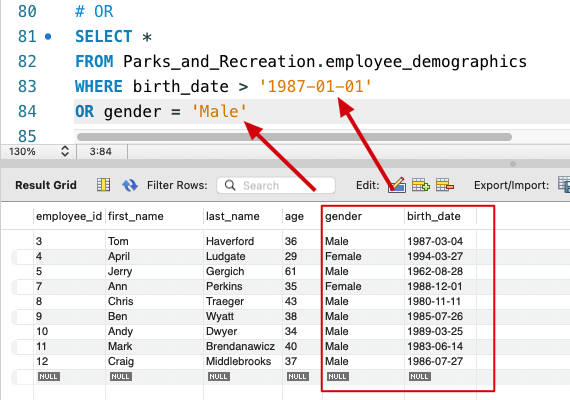 80 # OR
81 SELECT *
82 FROM Parks_and_Recreation.employee_demographics
83 WHERE birth_date > '1987-01-01'
84 OR gender = 'Male'
85
130% 3:84
Result Grid Filter Rows: Search Edit: Export/Import:
employee_id first_name last_name age gender birth_date
3 Tom Haverford 36 Male 1987-03-04
4 April Ludgate 29 Female 1994-03-27
5 Jerry Gergich 61 Male 1962-08-28
7 Ann Perkins 35 Female 1988-12-01
8 Chris Traeger 43 Male 1980-11-11
9 Ben Wyatt 38 Male 1985-07-26
10 Andy Dwyer 34 Male 1989-03-25
11 Mark Brendanawicz 40 Male 1983-06-14
12 Craig Middlebrooks 37 Male 1986-07-27
NULL NULL NULL NULL NULL NULL